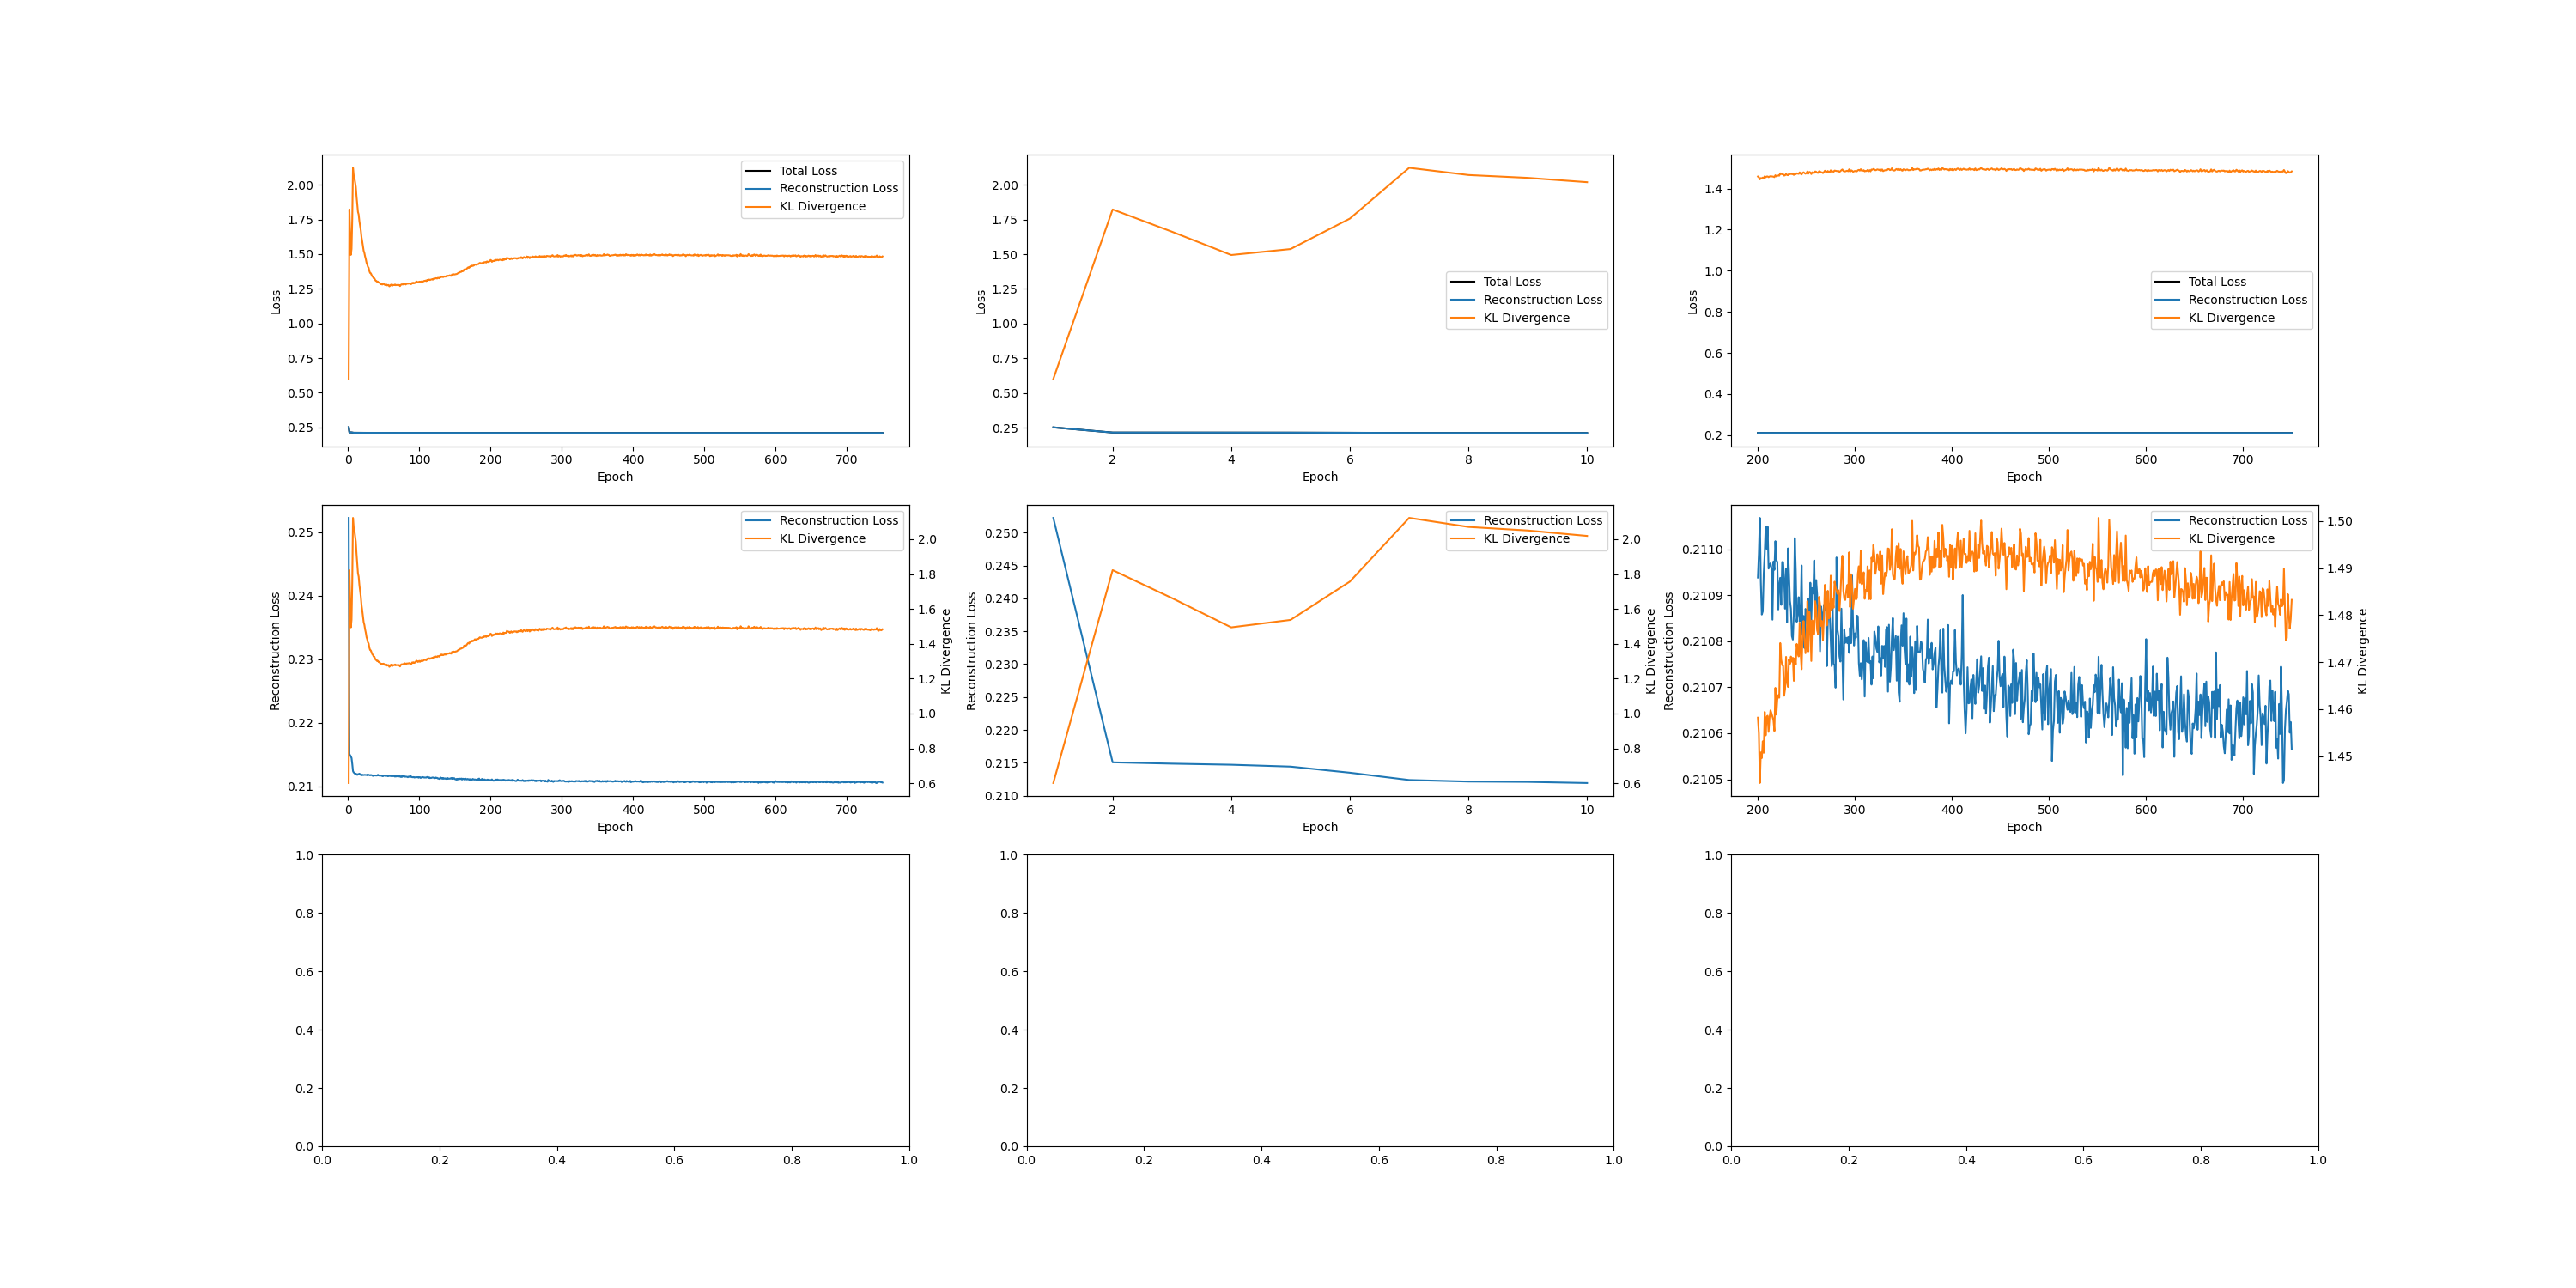 Total Loss
Reconstruction Loss
KL Divergence
2.00
1.75
1.50
1.25
1.00
0.75
0.50
0.25
Loss
0 100 200 300 400 500 600 700
Epoch
Total Loss
Reconstruction Loss
KL Divergence
2.00
1.75
1.50
1.25
1.00
0.75
0.50
0.25
Loss
2 4 6 8 10
Epoch
Total Loss
Reconstruction Loss
KL Divergence
1.4
1.2
1.0
0.8
0.6
0.4
0.2
Loss
200 300 400 500 600 700
Epoch
Reconstruction Loss
KL Divergence
0.25
0.24
0.23
0.22
0.21
Reconstruction Loss
2.0
1.8
1.6
1.4
1.2
1.0
0.8
0.6
KL Divergence
0 100 200 300 400 500 600 700
Epoch
Reconstruction Loss
KL Divergence
0.250
0.245
0.240
0.235
0.230
0.225
0.220
0.215
0.210
Reconstruction Loss
2.0
1.8
1.6
1.4
1.2
1.0
0.8
0.6
KL Divergence
2 4 6 8 10
Epoch
Reconstruction Loss
KL Divergence
0.2110
0.2109
0.2108
0.2107
0.2106
0.2105
Reconstruction Loss
1.50
1.49
1.48
1.47
1.46
1.45
KL Divergence
200 300 400 500 600 700
Epoch
1.0
0.8
0.6
0.4
0.2
0.0
0.0 0.2 0.4 0.6 0.8 1.0
1.0
0.8
0.6
0.4
0.2
0.0
0.0 0.2 0.4 0.6 0.8 1.0
1.0
0.8
0.6
0.4
0.2
0.0
0.0 0.2 0.4 0.6 0.8 1.0